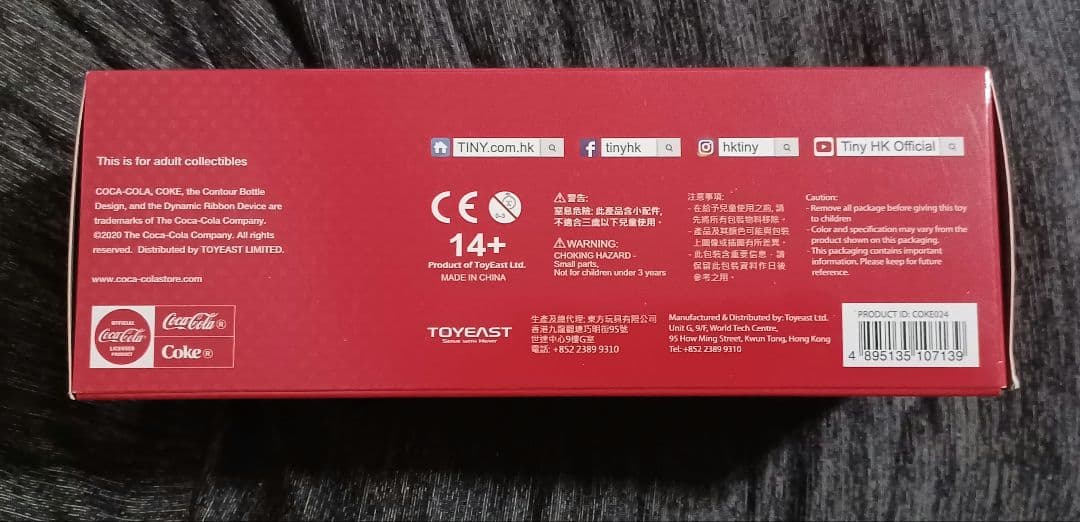 TINY.com.hk
tinyhk
hktiny
Tiny HK Official
This is for adult collectibles
COCA-COLA, COKE, the Contour Bottle
Design, and the Dynamic Ribbon Device are
trademarks of The Coca-Cola Company.
©2020 The Coca-Cola Company. All rights
reserved. Distributed by TOYEAST LIMITED.
www.coca-colastore.com
OFFICIAL
Coca-Cola
LICENSED
PRODUCT
Coca-Cola®
Coke®
CE
0-3
14+
Product of ToyEast Ltd.
MADE IN CHINA
警告:
窒息危險: 此產品含小配件,
不適合三歲以下兒童使用。
WARNING:
CHOKING HAZARD -
Small parts.
Not for children under 3 years
注意事項:
- 在給予兒童使用之前, 請
先將所有包裝物料移除。
- 產品及其顏色可能與包裝
上圖像或插圖有所差異。
- 此包裝含重要信息, 請
保留此包裝資料作日後
參考之用。
Caution:
- Remove all package before giving this toy
to children
- Color and specification may vary from the
product shown on this packaging.
- This packaging contains important
information. Please keep for future
reference.
TOYEAST
生產及總代理: 東方玩具有限公司
香港九龍觀塘巧明街95號
世達中心9樓G室
電話: +852 2389 9310
Manufactured & Distributed by: Toyeast Ltd.
Unit G, 9/F, World Tech Centre,
95 How Ming Street, Kwun Tong, Hong Kong
Tel: +852 2389 9310
PRODUCT ID: COKE024
4 895135 107139